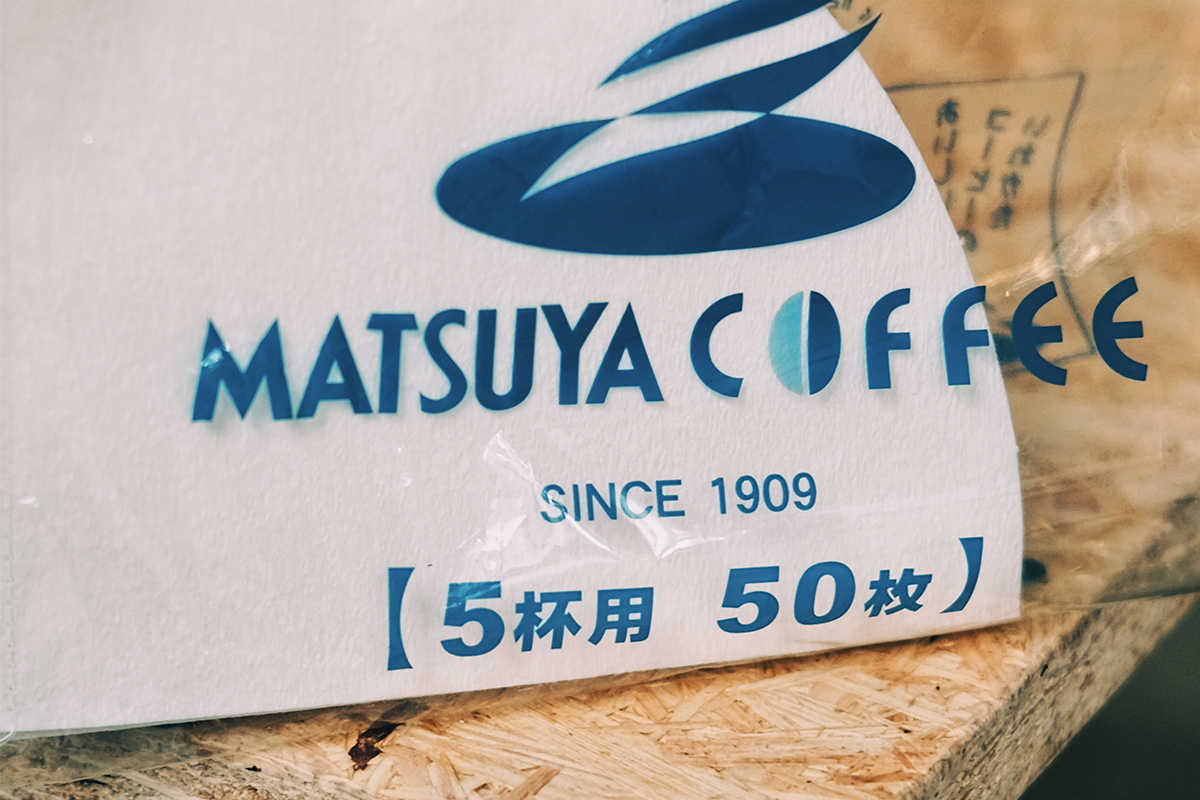 MATSUYA COFFEE
SINCE 1909
【5杯用 50枚】